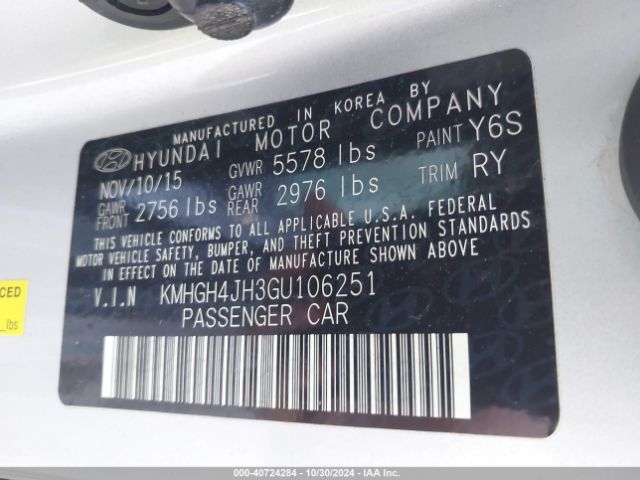 MANUFACTURED IN KOREA BY
HYUNDAI MOTOR COMPANY
NOV/10/15 GVWR 5578 lbs PAINT Y6S
GAWR FRONT 2756 lbs GAWR REAR 2976 lbs TRIM RY
THIS VEHICLE CONFORMS TO ALL APPLICABLE U.S.A. FEDERAL
MOTOR VEHICLE SAFETY, BUMPER, AND THEFT PREVENTION STANDARDS
IN EFFECT ON THE DATE OF MANUFACTURE SHOWN ABOVE
V.I.N KMHGH4JH3GU106251
PASSENGER CAR
CED
lbs
000-40724284 - 10/30/2024 - IAA Inc.